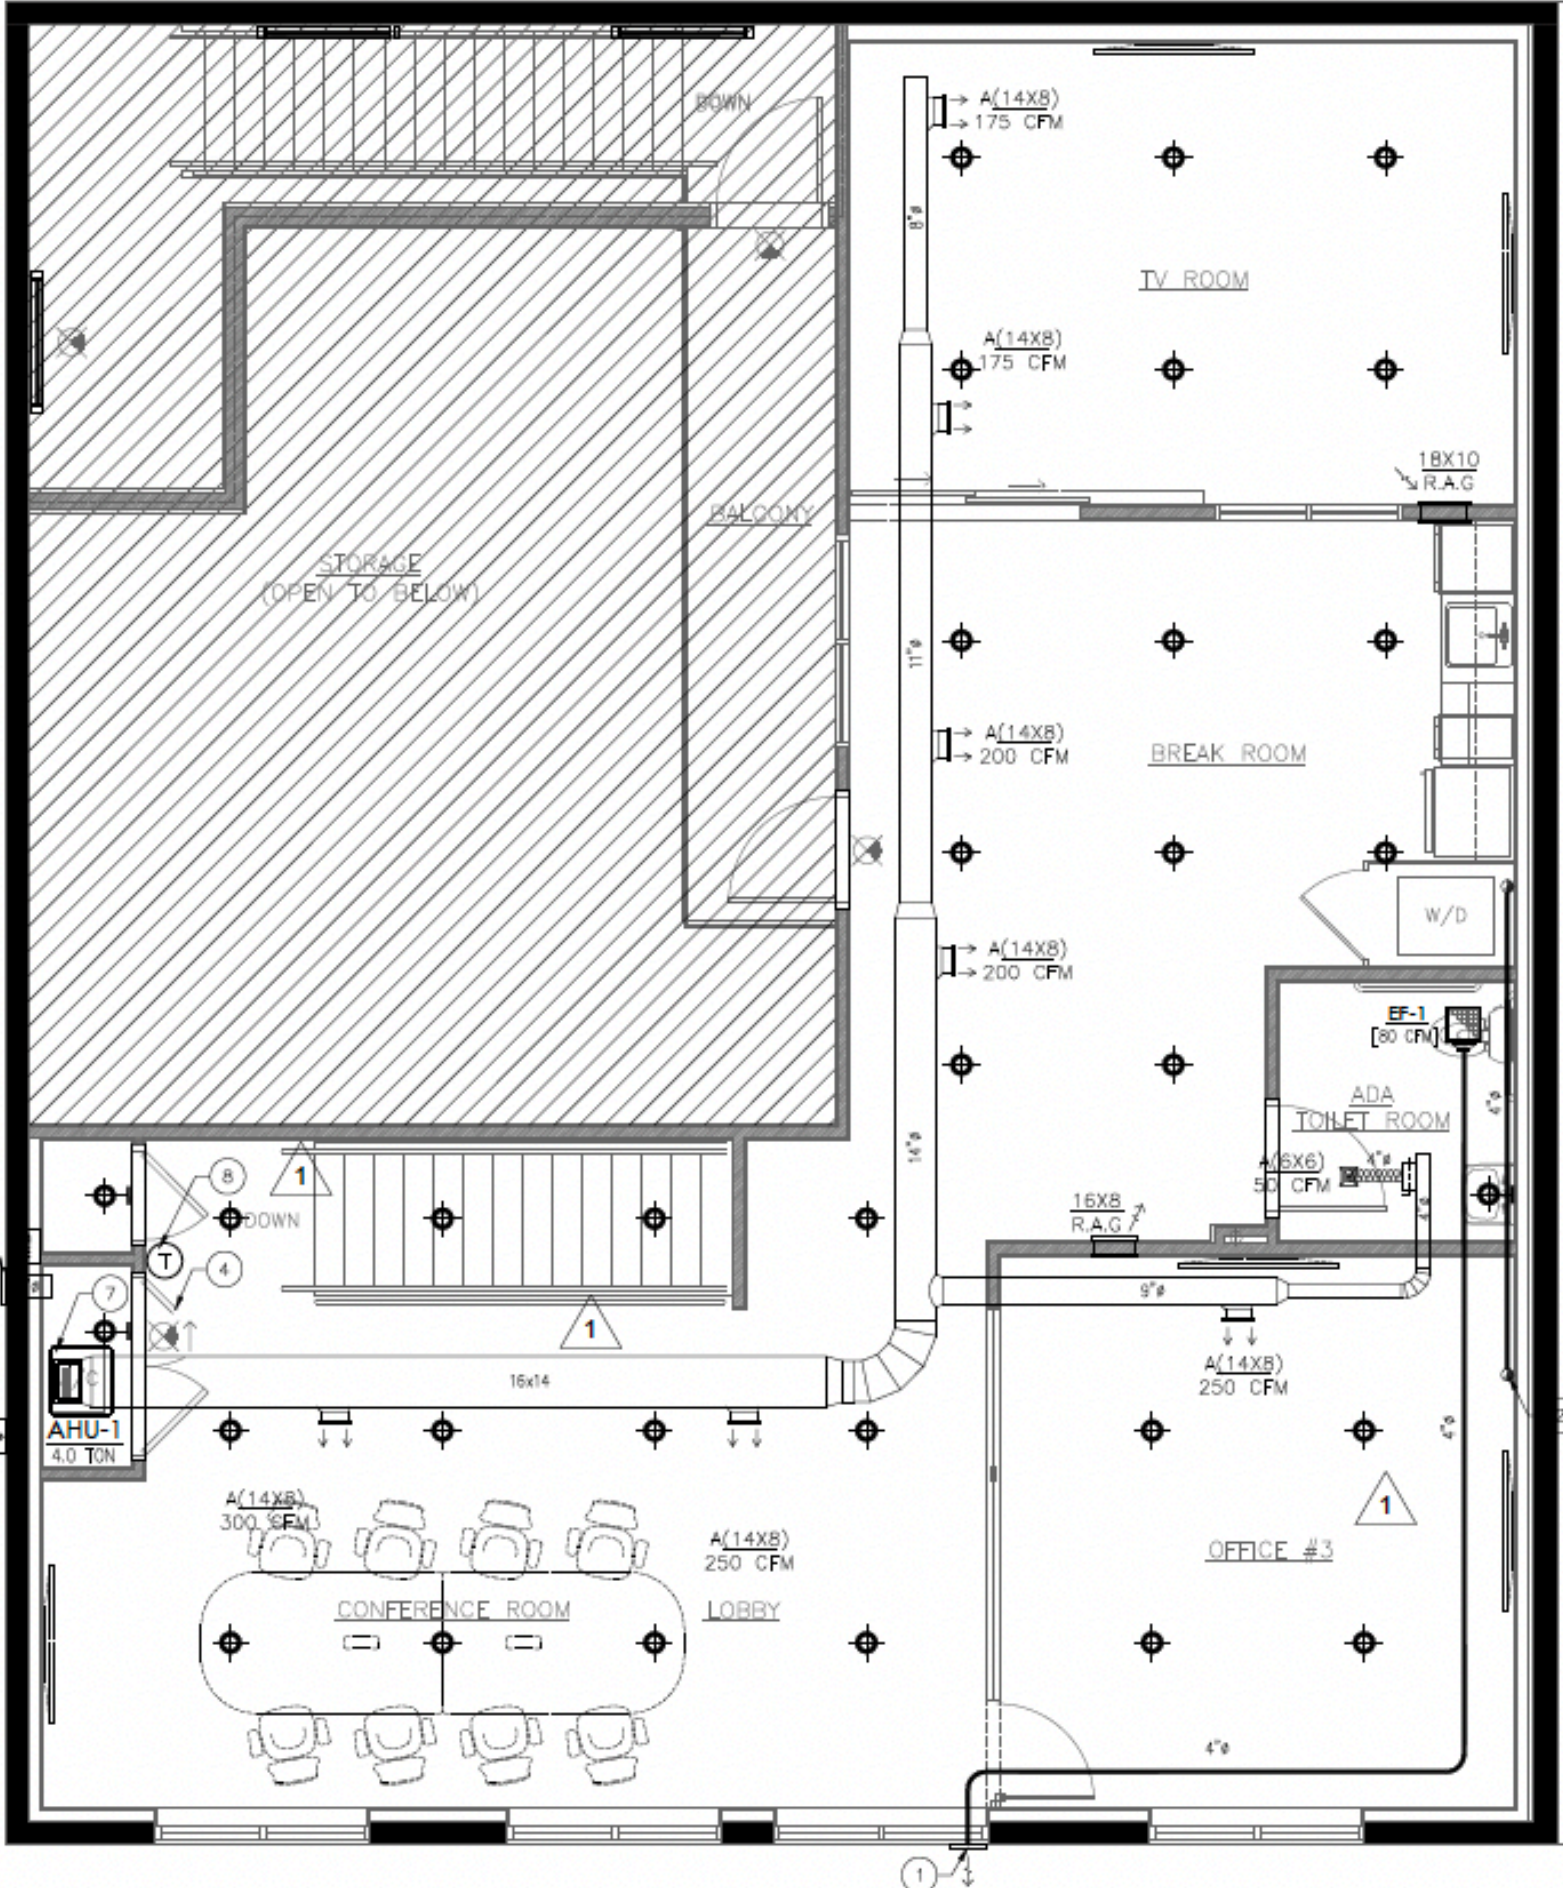 DOWN
A(14X8)
175 CFM
8"ø
TV ROOM
A(14X8)
175 CFM
18X10
R.A.G
BALCONY
STORAGE
(OPEN TO BELOW)
11"ø
A(14X8)
200 CFM
BREAK ROOM
W/D
A(14X8)
200 CFM
EF-1
[80 CFM]
4"ø
ADA
TOILET ROOM
14"ø
A(6X6)
50 CFM
4"ø
4"ø
1
8
DOWN
T
4
7
16X8
R.A.G
9"ø
1
16x14
A(14X8)
250 CFM
AHU-1
4.0 TON
4"ø
A(14X8)
300 CFM
1
A(14X8)
250 CFM
OFFICE #3
CONFERENCE ROOM
LOBBY
4"ø
1